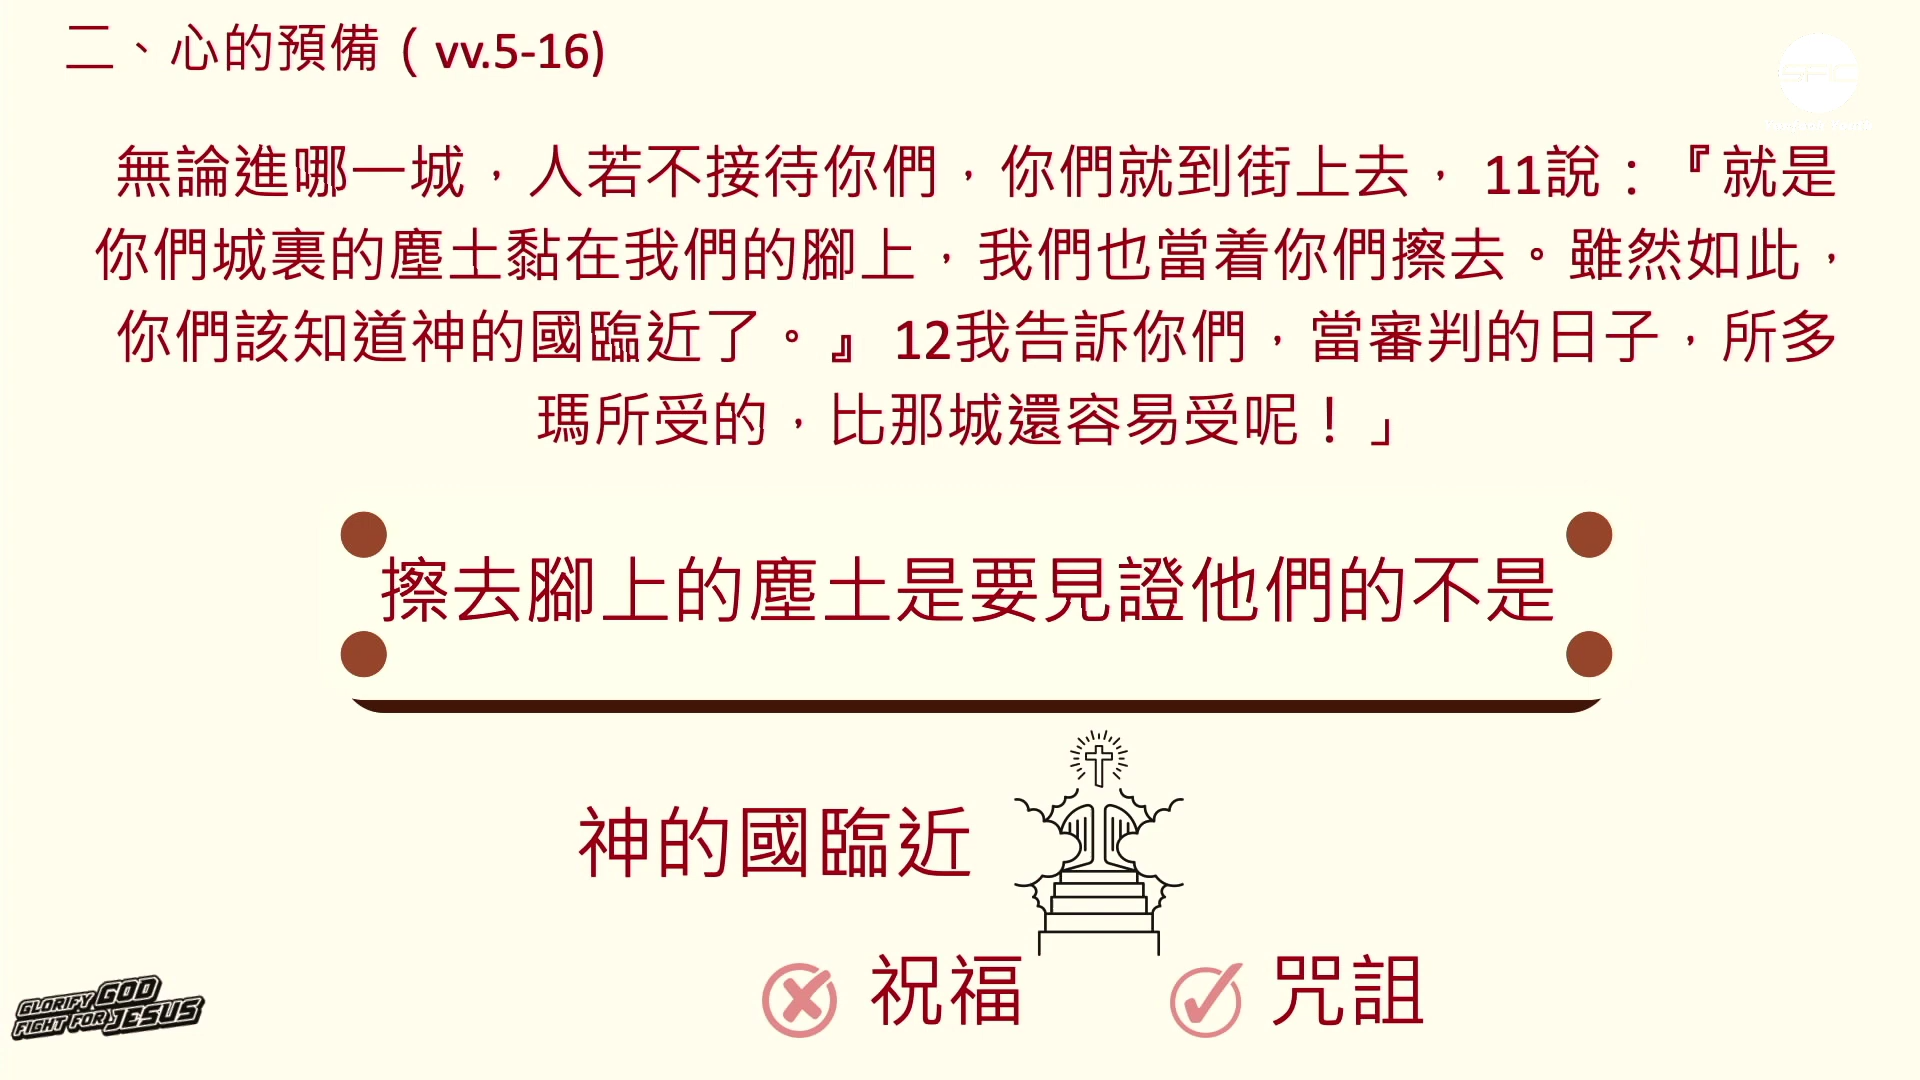 二、心的預備（vv.5-16)
無論進哪一城，人若不接待你們，你們就到街上去， 11說：『就是
你們城裏的塵土黏在我們的腳上，我們也當着你們擦去。雖然如此，
你們該知道神的國臨近了。』 12我告訴你們，當審判的日子，所多
瑪所受的，比那城還容易受呢！」
擦去腳上的塵土是要見證他們的不是
神的國臨近
祝福 咒詛
GLORIFY GOD
FIGHT FOR JESUS